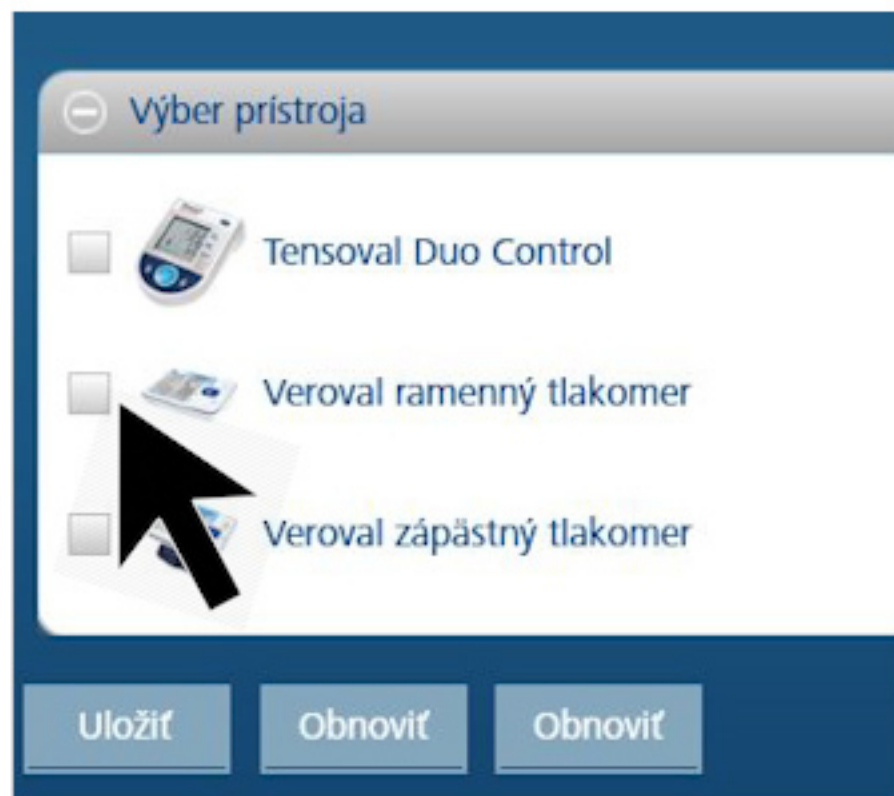 Výber prístroja
Tensoval Duo Control
Veroval ramenný tlakomer
Veroval zápästný tlakomer
Uložiť
Obnoviť
Obnoviť